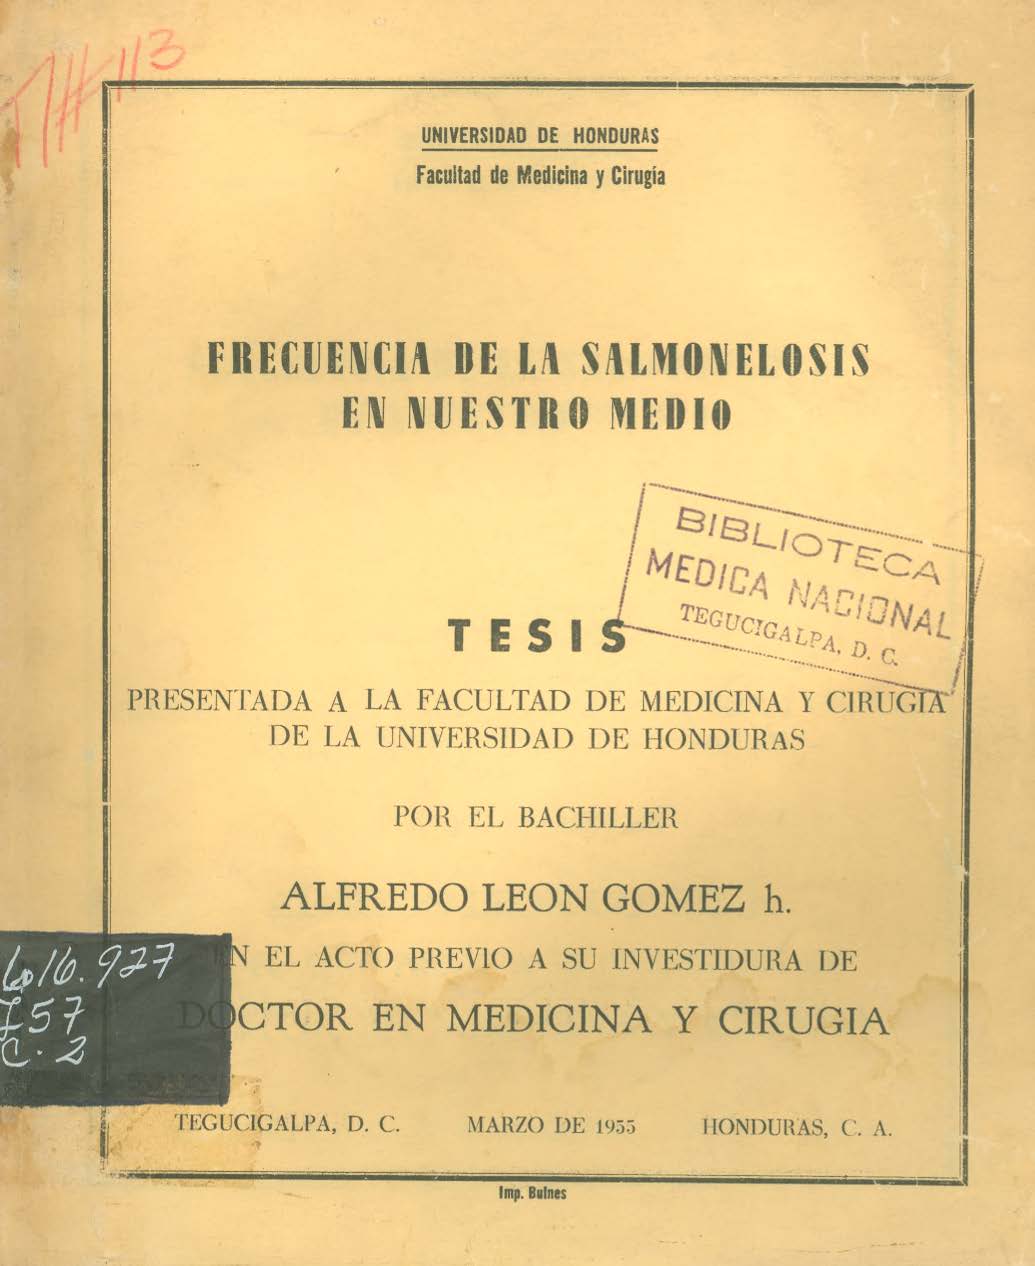 T#113
UNIVERSIDAD DE HONDURAS
Facultad de Medicina y Cirugía
FRECUENCIA DE LA SALMONELOSIS
EN NUESTRO MEDIO
BIBLIOTECA
MEDICA NACIONAL
TEGUCIGALPA, D. C.
TESIS
PRESENTADA A LA FACULTAD DE MEDICINA Y CIRUGIA
DE LA UNIVERSIDAD DE HONDURAS
POR EL BACHILLER
ALFREDO LEON GOMEZ h.
EN EL ACTO PREVIO A SU INVESTIDURA DE
DOCTOR EN MEDICINA Y CIRUGIA
616.927
L57
C. 2
TEGUCIGALPA, D. C. MARZO DE 1955 HONDURAS, C. A.
Imp. Bulnes